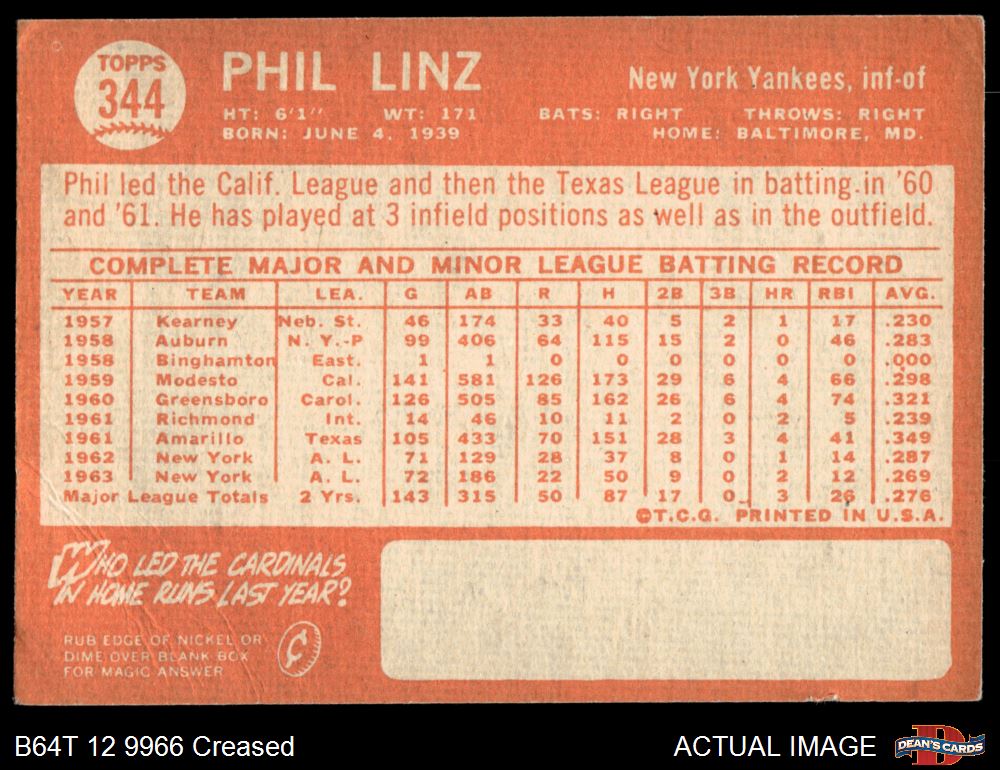 TOPPS
344
PHIL LINZ
New York Yankees, inf-of
HT: 6'1" WT: 171 BATS: RIGHT THROWS: RIGHT
BORN: JUNE 4, 1939 HOME: BALTIMORE, MD.
Phil led the Calif. League and then the Texas League in batting in '60
and '61. He has played at 3 infield positions as well as in the outfield.
COMPLETE MAJOR AND MINOR LEAGUE BATTING RECORD
YEAR TEAM LEA. G AB R H 2B 3B HR RBI AVG.
1957 Kearney Neb. St. 46 174 33 40 5 2 1 17 .230
1958 Auburn N. Y.-P 99 406 64 115 15 2 0 46 .283
1958 Binghamton East. 1 1 0 0 0 0 0 0 .000
1959 Modesto Cal. 141 581 126 173 29 6 4 66 .298
1960 Greensboro Carol. 126 505 85 162 26 6 4 74 .321
1961 Richmond Int. 14 46 10 11 2 0 2 5 .239
1961 Amarillo Texas 105 433 70 151 28 3 4 41 .349
1962 New York A. L. 71 129 28 37 8 0 1 14 .287
1963 New York A. L. 72 186 22 50 9 0 2 12 .269
Major League Totals 2 Yrs. 143 315 50 87 17 0 3 26 .276
©T.C.G. PRINTED IN U.S.A.
WHO LED THE CARDINALS
IN HOME RUNS LAST YEAR?
RUB EDGE OF NICKEL OR
DIME OVER BLANK BOX
FOR MAGIC ANSWER
¢
B64T 12 9966 Creased
ACTUAL IMAGE
D
DEAN'S CARDS